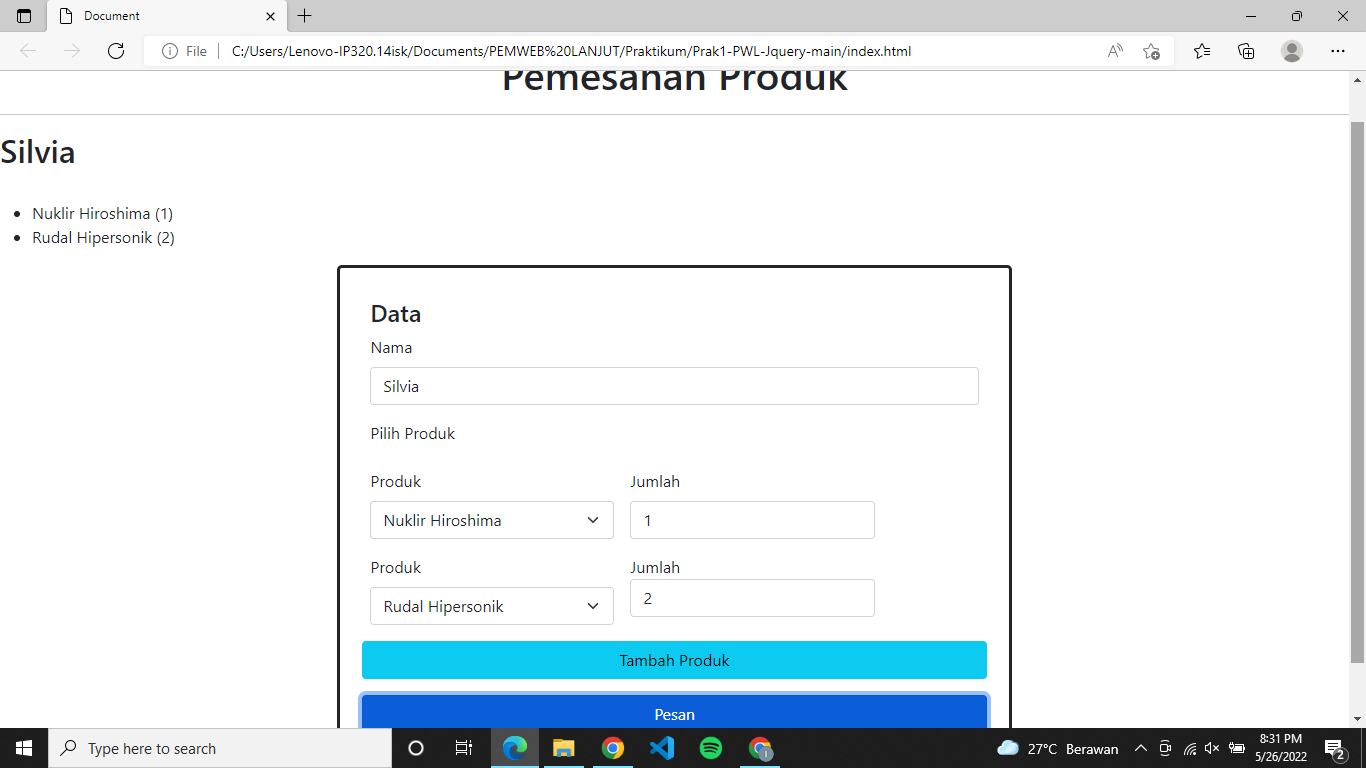 Document
File
C:/Users/Lenovo-IP320.14isk/Documents/PEMWEB%20LANJUT/Praktikum/Prak1-PWL-Jquery-main/index.html
Pemesanan Produk
Silvia
Nuklir Hiroshima (1)
Rudal Hipersonik (2)
Data
Nama
Silvia
Pilih Produk
Produk Jumlah
Nuklir Hiroshima 1
Produk Jumlah
Rudal Hipersonik 2
Tambah Produk
Pesan
Type here to search
27°C Berawan
8:31 PM
5/26/2022
2